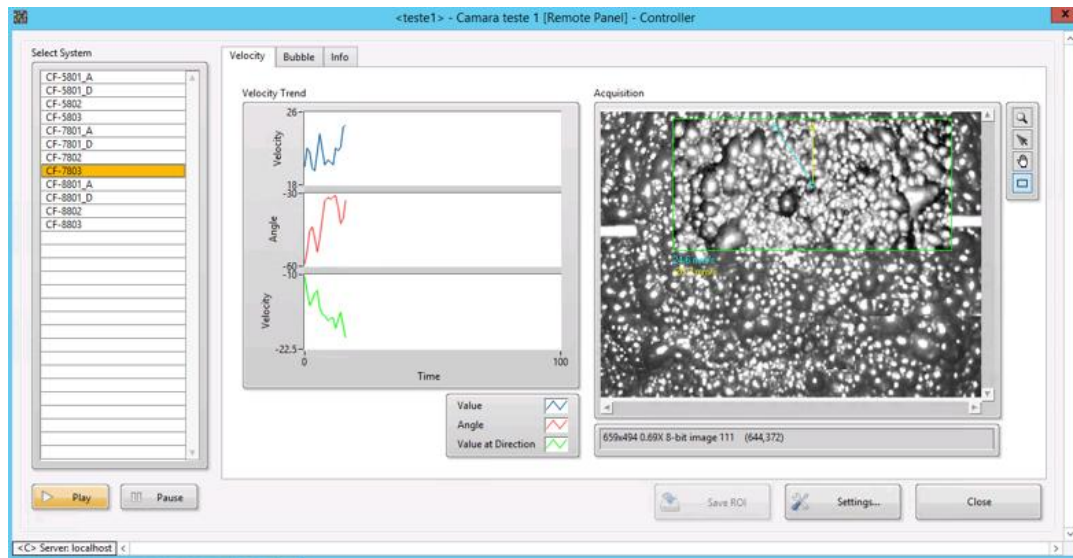 <teste1> - Camara teste 1 [Remote Panel] - Controller
Select System
CF-5801_A
CF-5801_D
CF-5802
CF-5803
CF-7801_A
CF-7801_D
CF-7802
CF-7803
CF-8801_A
CF-8801_D
CF-8802
CF-8803
Play
Pause
Velocity Bubble Info
Velocity Trend
26
Velocity
18
-30
Angle
-60
-10
Velocity
-22.5
0 100
Time
Value
Angle
Value at Direction
Acquisition
659x494 0.69X 8-bit image 111 (644,372)
Save ROI
Settings...
Close
<C> Server: localhost